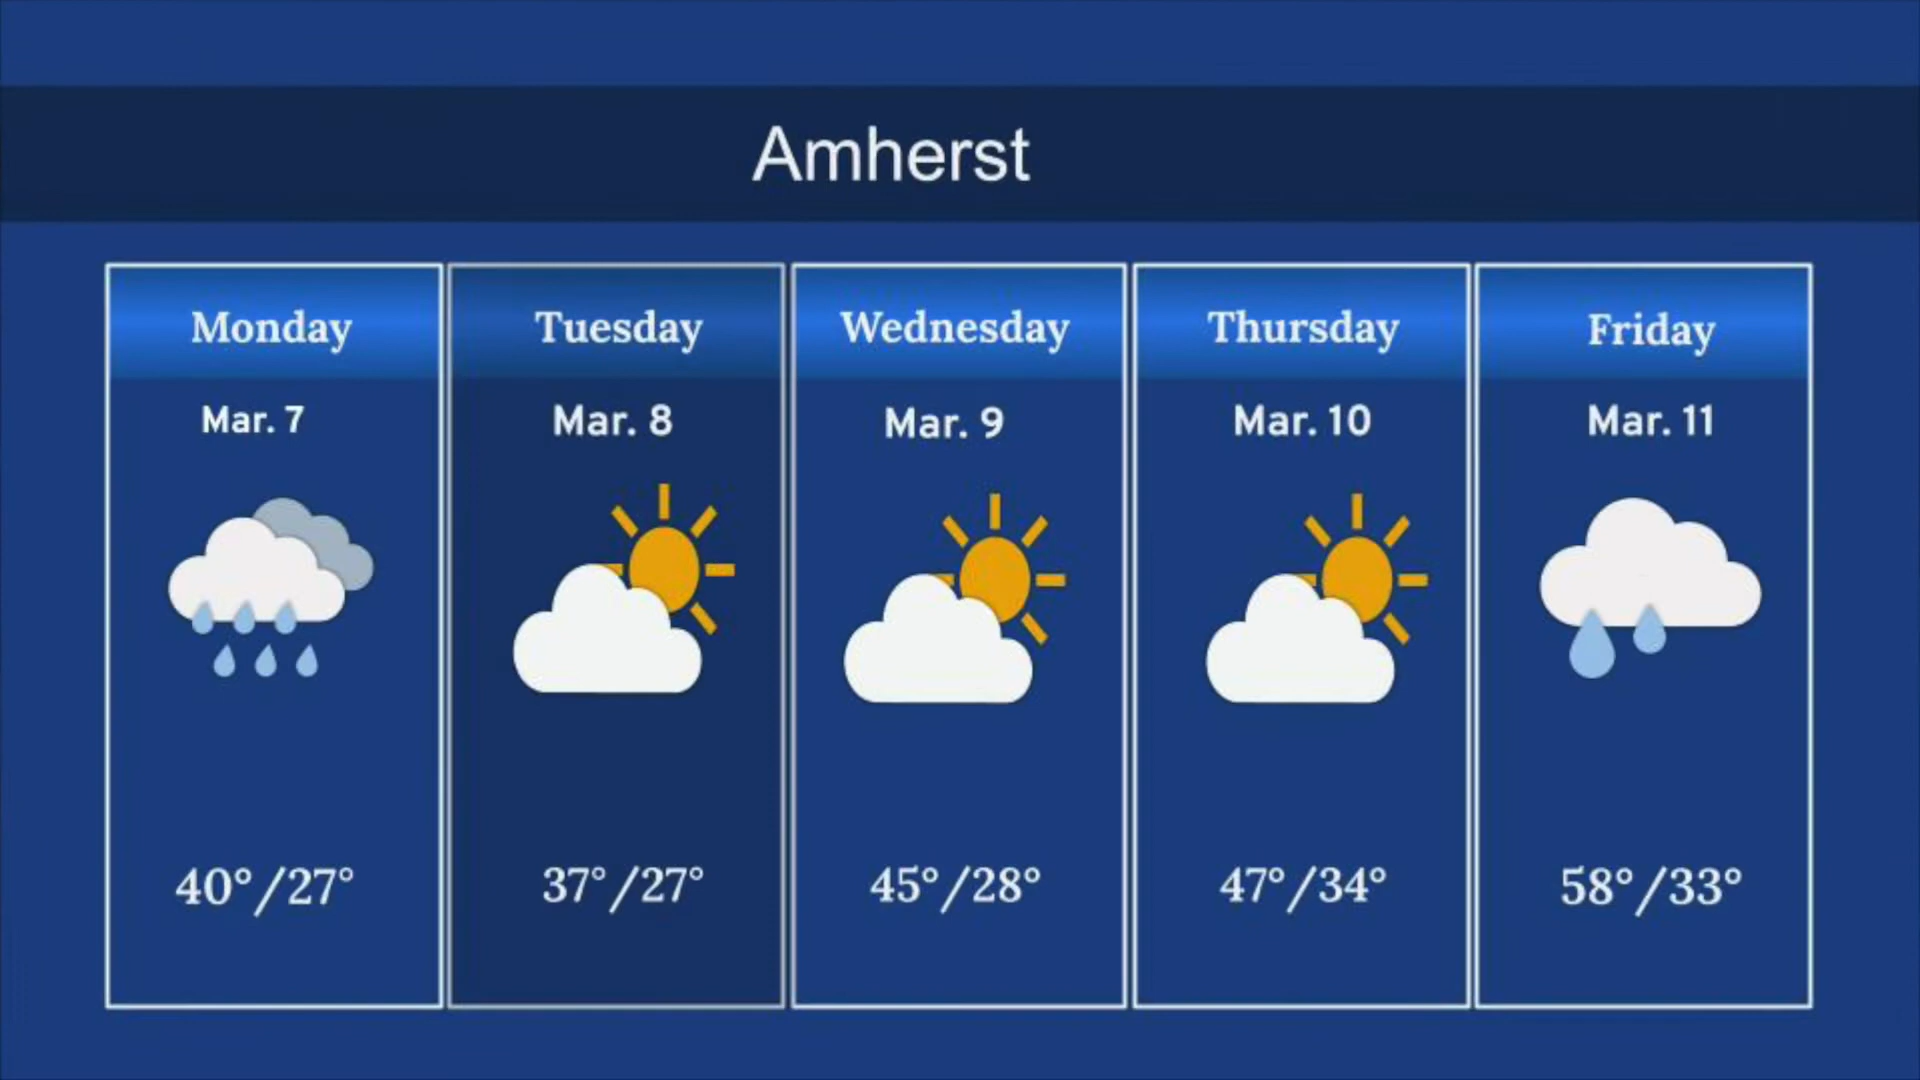 Amherst
Monday
Mar. 7
40°/27°
Tuesday
Mar. 8
37°/27°
Wednesday
Mar. 9
45°/28°
Thursday
Mar. 10
47°/34°
Friday
Mar. 11
58°/33°